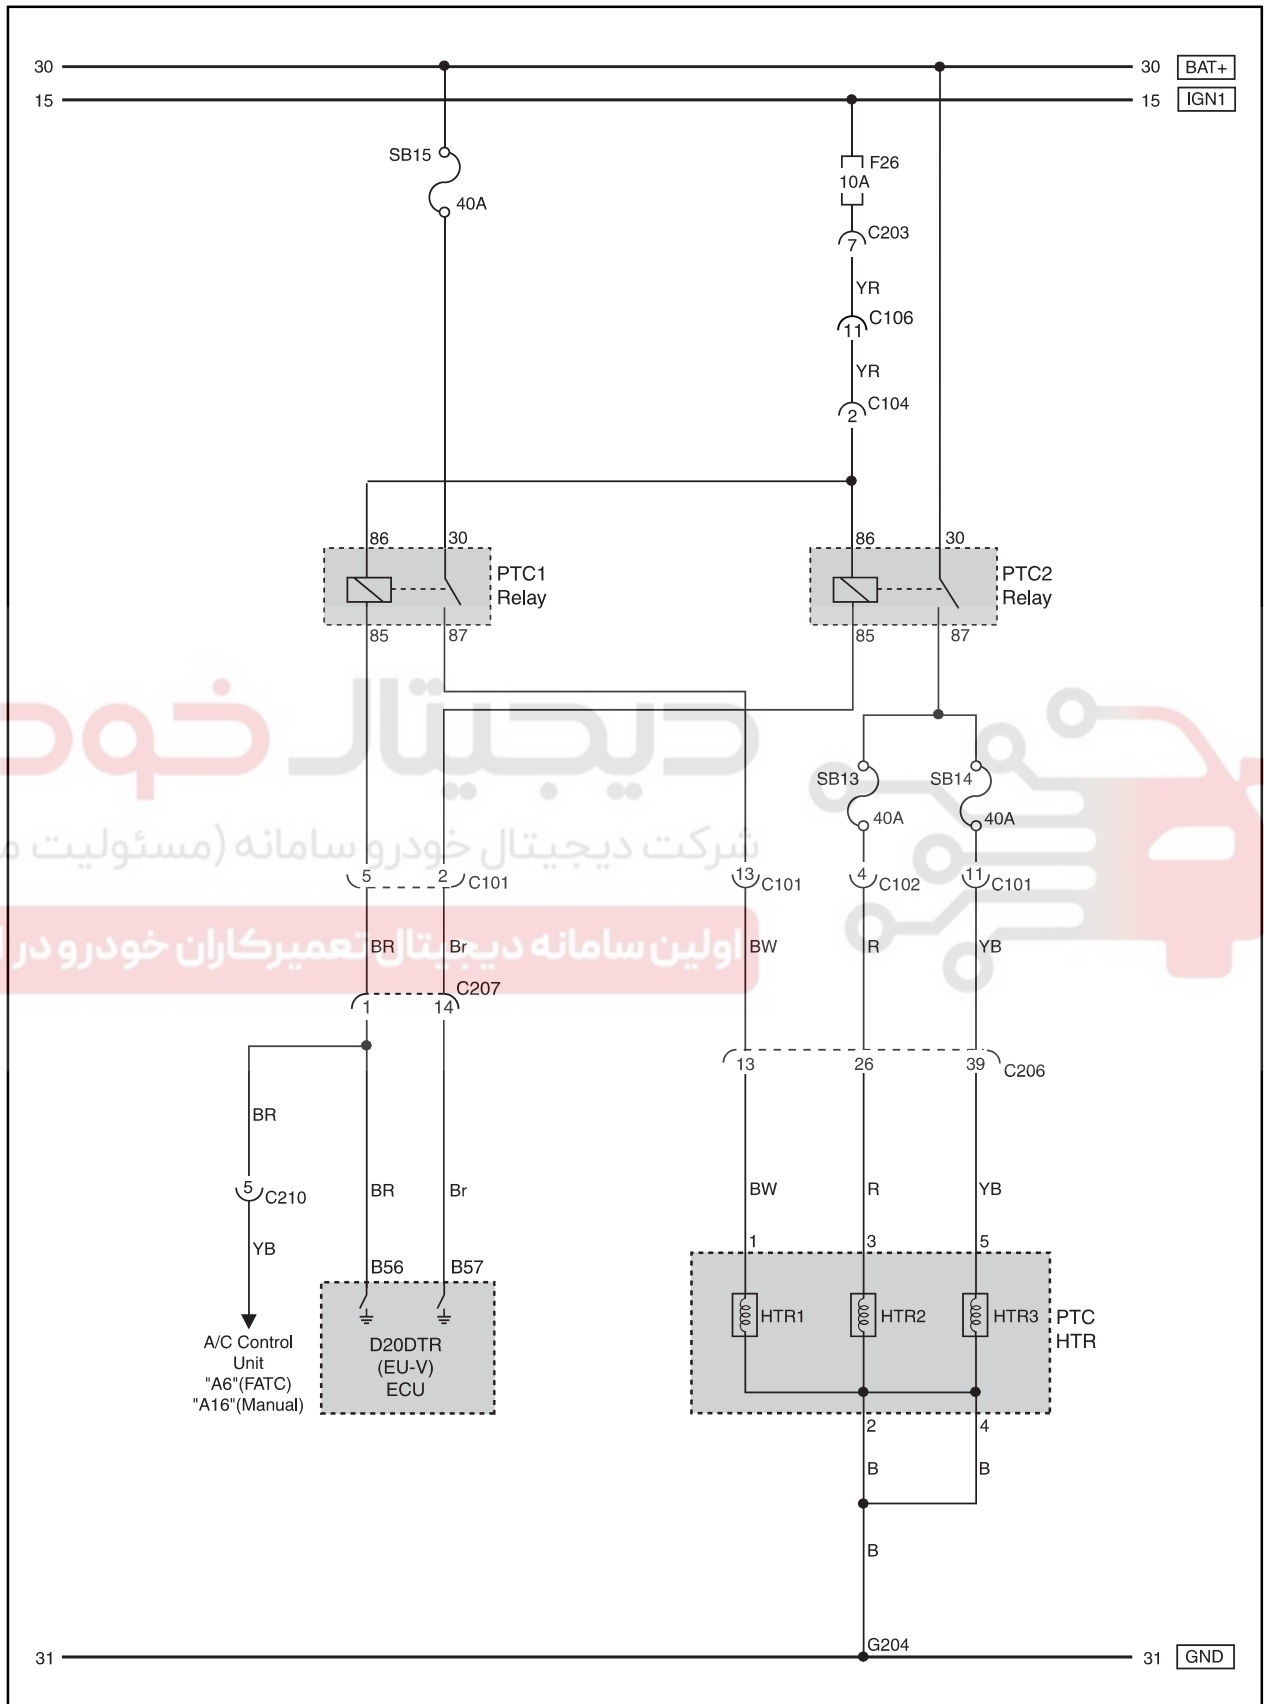 30
30 BAT+
15
15 IGN1
SB15
40A
F26
10A
C203
7
YR
C106
11
YR
C104
2
86
30
PTC1
Relay
85
87
86
30
PTC2
Relay
85
87
دیجیتال خود
شرکت دیجیتال خودرو سامانه (مسئولیت
اولین سامانه دیجیتال تعمیرکاران خودرو در
SB13
40A
SB14
40A
5
2
C101
13
C101
4
C102
11
C101
BR
Br
BW
R
YB
C207
1
14
13
26
39
C206
BR
5
C210
BR
Br
BW
R
YB
YB
B56
B57
1
3
5
HTR1
HTR2
HTR3
PTC
HTR
A/C Control
Unit
"A6"(FATC)
"A16"(Manual)
D20DTR
(EU-V)
ECU
2
4
B
B
B
G204
31
31 GND